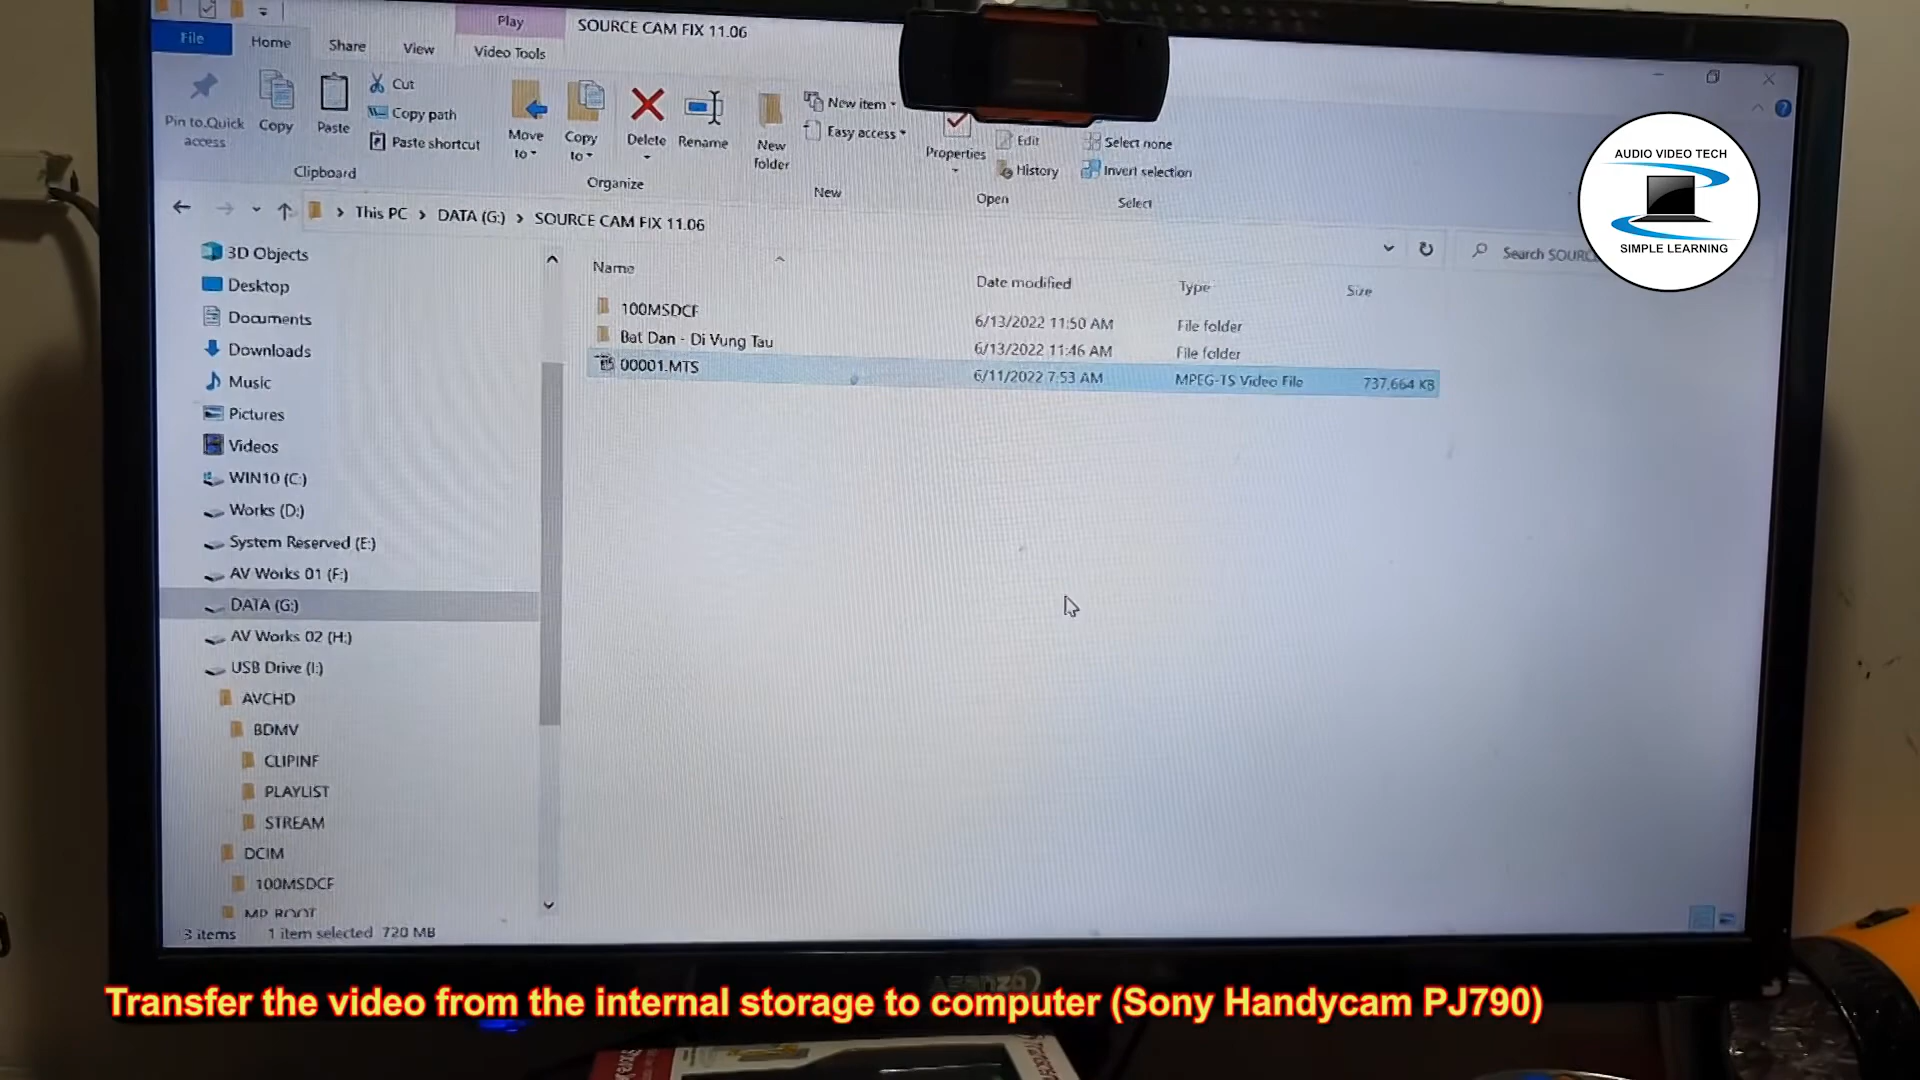 Play
SOURCE CAM FIX 11.06
File
Home
Share
View
Video Tools
Pin to Quick access
Copy
Paste
Cut
Copy path
Paste shortcut
Clipboard
Move to
Copy to
Delete
Rename
Organize
New folder
New item
Easy access
New
Properties
Edit
History
Open
Select none
Invert selection
Select
AUDIO VIDEO TECH
SIMPLE LEARNING
This PC > DATA (G:) > SOURCE CAM FIX 11.06
Search SOURC
3D Objects
Desktop
Documents
Downloads
Music
Pictures
Videos
WIN10 (C:)
Works (D:)
System Reserved (E:)
AV Works 01 (F:)
DATA (G:)
AV Works 02 (H:)
USB Drive (I:)
AVCHD
BDMV
CLIPINF
PLAYLIST
STREAM
DCIM
100MSDCF
MP_ROOT
Name Date modified Type Size
100MSDCF 6/13/2022 11:50 AM File folder
Bat Dan - Di Vung Tau 6/13/2022 11:46 AM File folder
00001.MTS 6/11/2022 7:53 AM MPEG-TS Video File 737,664 KB
3 items 1 item selected 720 MB
ASANZO
Transfer the video from the internal storage to computer (Sony Handycam PJ790)